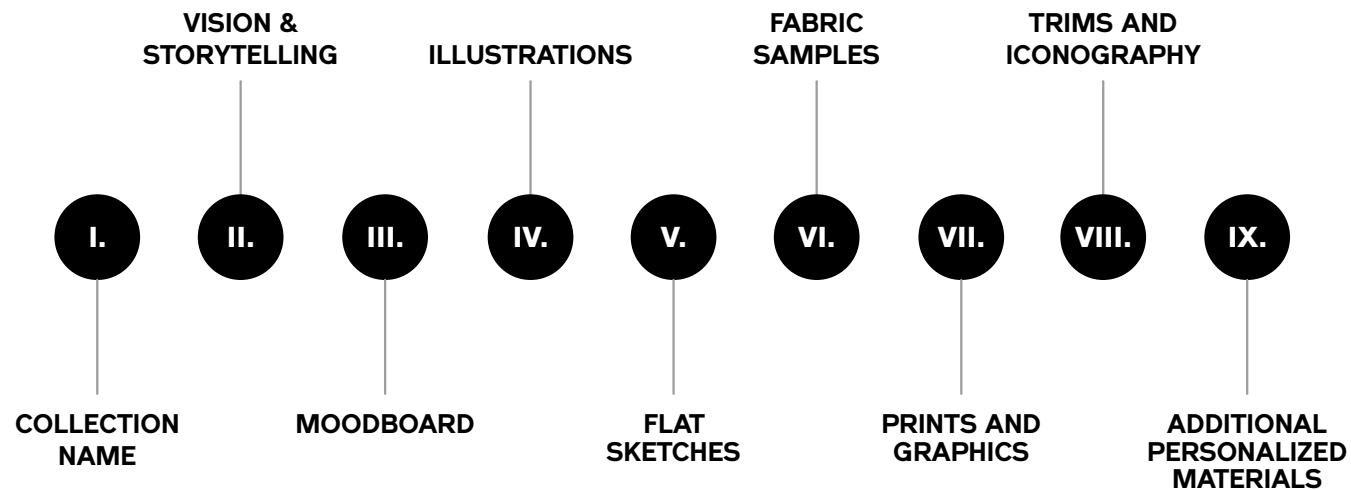 VISION &
STORYTELLING
ILLUSTRATIONS
FABRIC
SAMPLES
TRIMS AND
ICONOGRAPHY
I.
II.
III.
IV.
V.
VI.
VII.
VIII.
IX.
COLLECTION
NAME
MOODBOARD
FLAT
SKETCHES
PRINTS AND
GRAPHICS
ADDITIONAL
PERSONALIZED
MATERIALS